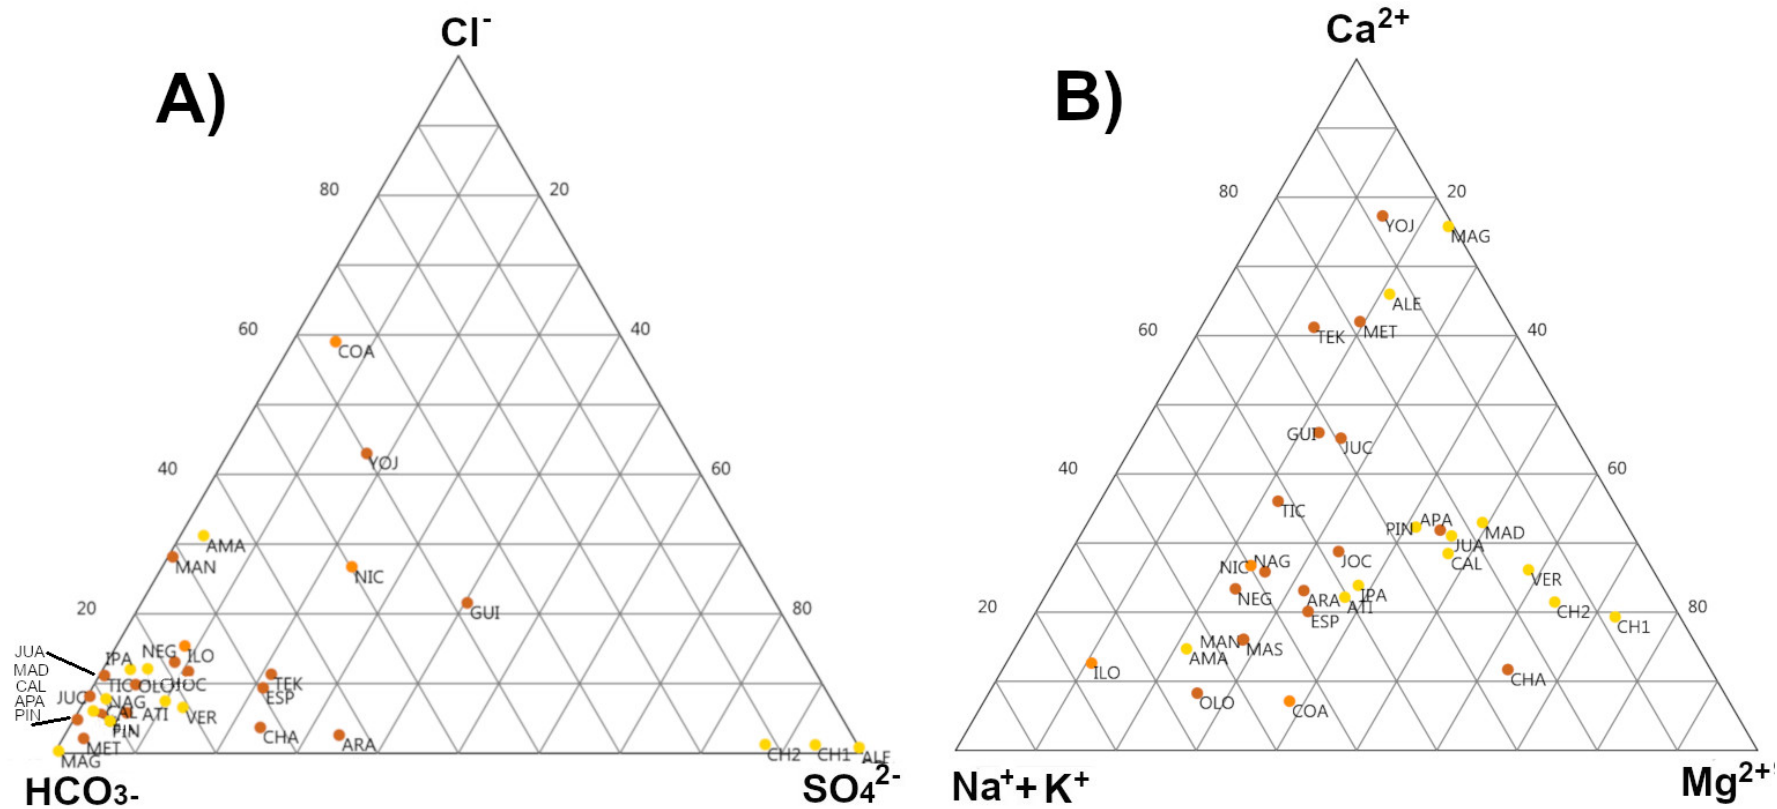 Cl-
A)
80
20
60
40
COA
YOJ
40
60
AMA
MAN
NIC
20
80
GUI
JUA
IPA
NEG
ILO
MAD
TIC
OLO
JOC
TEK
CAL
JUC
NAG
ESP
APA
CAL
ATI
VER
PIN
PIN
CHA
ARA
MET
MAG
CH2
CH1
ALE
HCO3-
SO4 2-
Ca2+
B)
80
20
YOJ
MAG
ALE
60
40
TEK
MET
GUI
JUC
40
60
TIC
PIN
APA
MAD
JUA
JOC
CAL
NIC
NAG
VER
NEG
ARA
IPA
ATI
20
80
ESP
CH2
CH1
MAN
MAS
AMA
ILO
CHA
OLO
COA
Na++K+
Mg2+